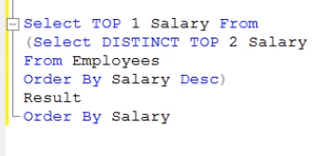 Select TOP 1 Salary From
(Select DISTINCT TOP 2 Salary
From Employees
Order By Salary Desc)
Result
Order By Salary